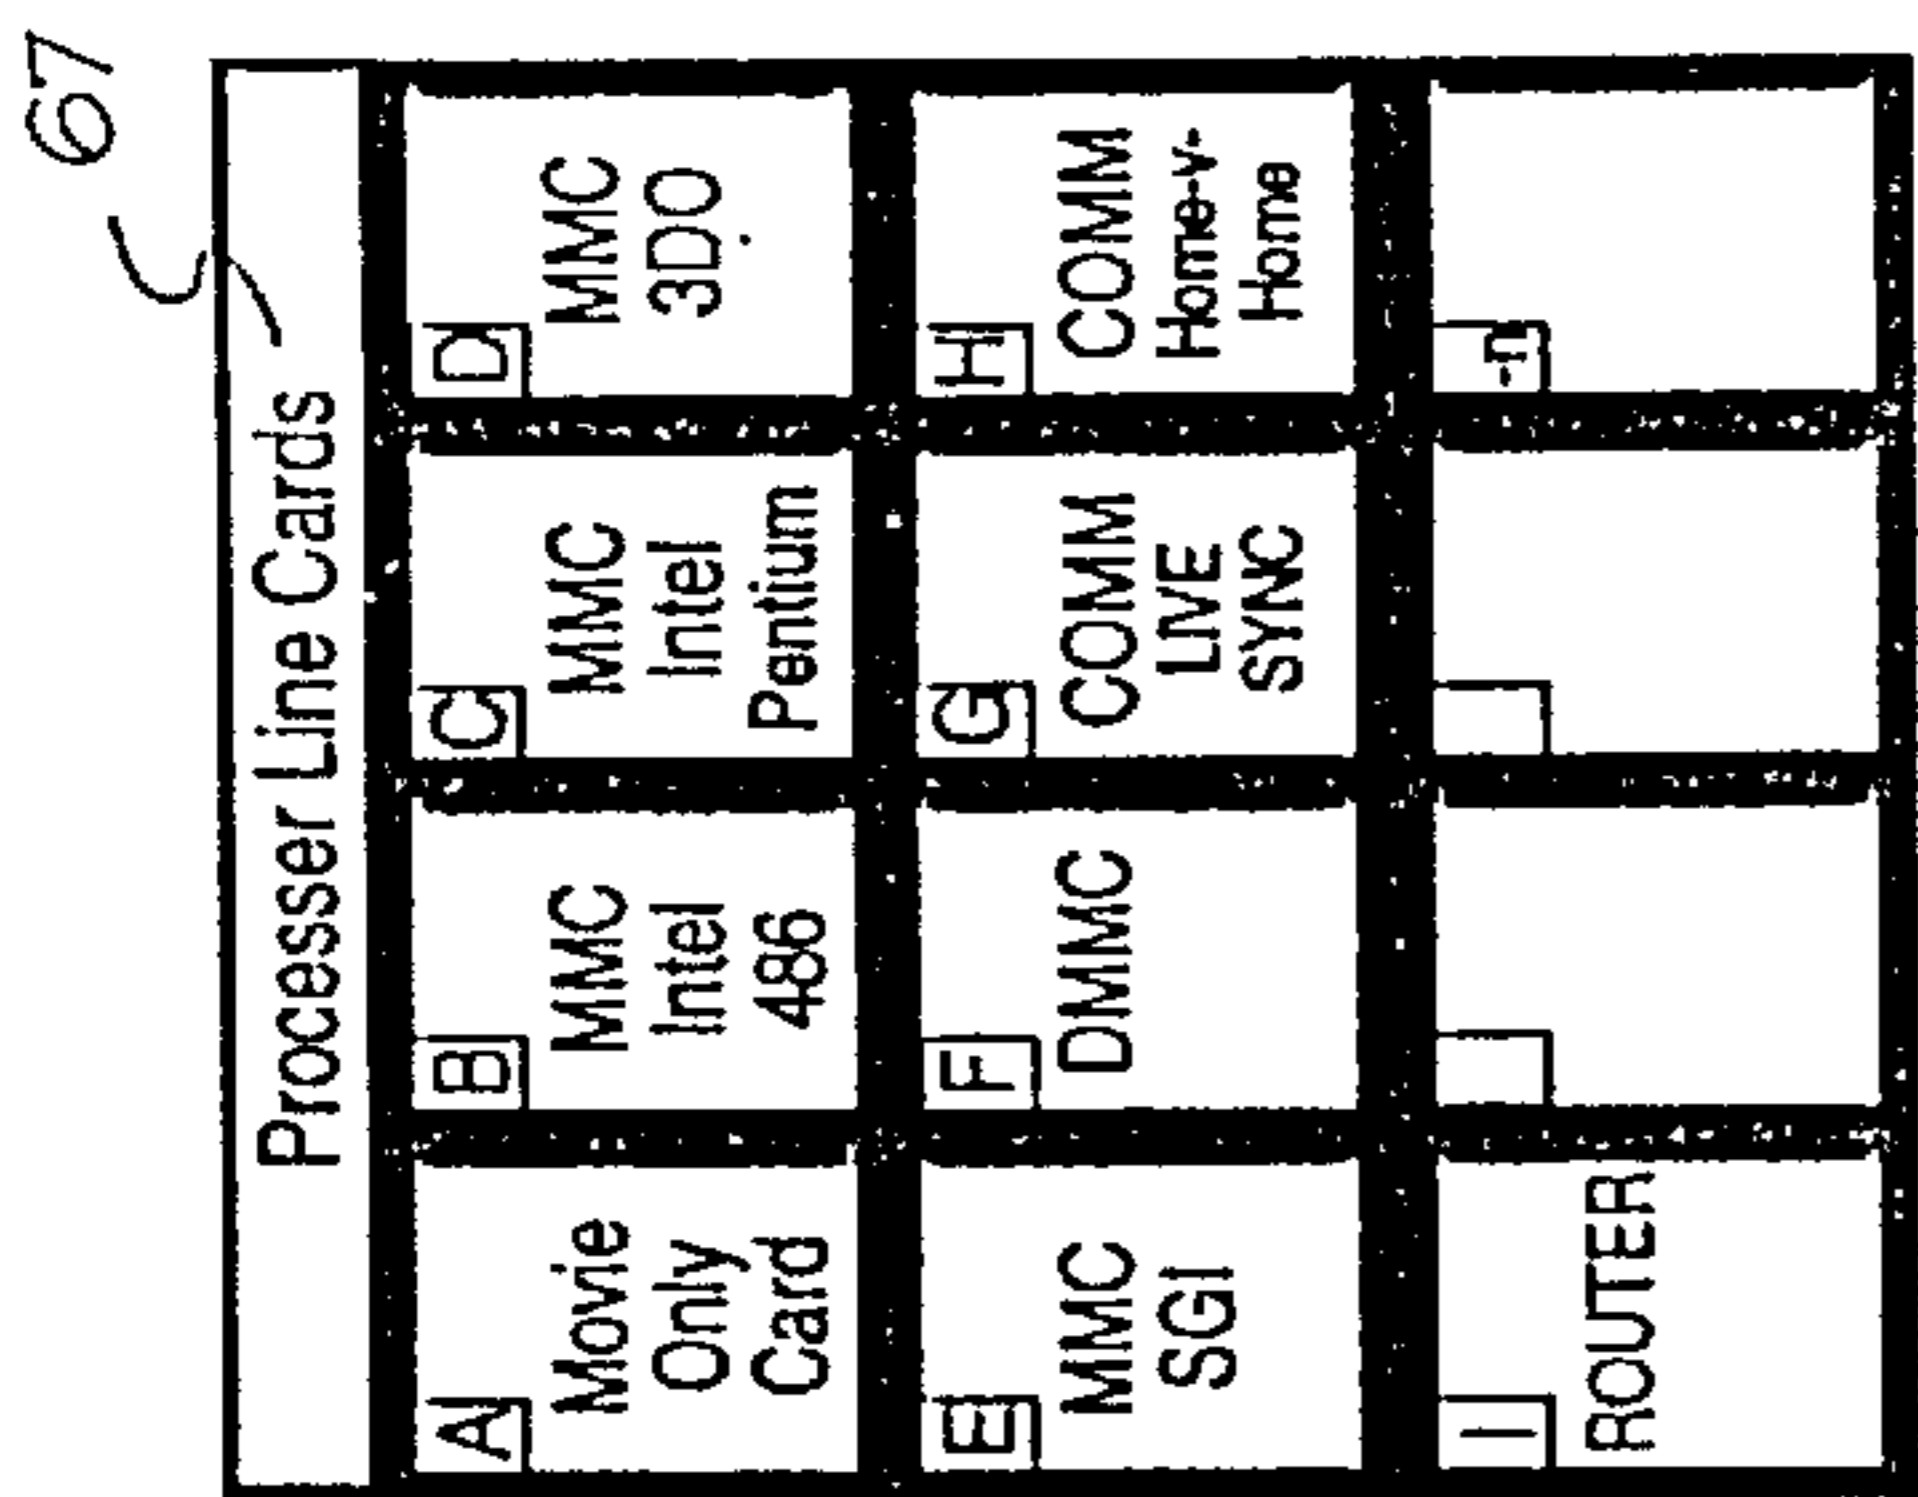 67
Processer Line Cards
A
Movie
Only
Card
B
MMC
Intel
486
C
MMC
Intel
Pentium
D
MMC
3DO
E
MMC
SGI
F
DMMC
G
COMM
LIVE
SYNC
H
COMM
Home-v-
Home
I
ROUTER
-n